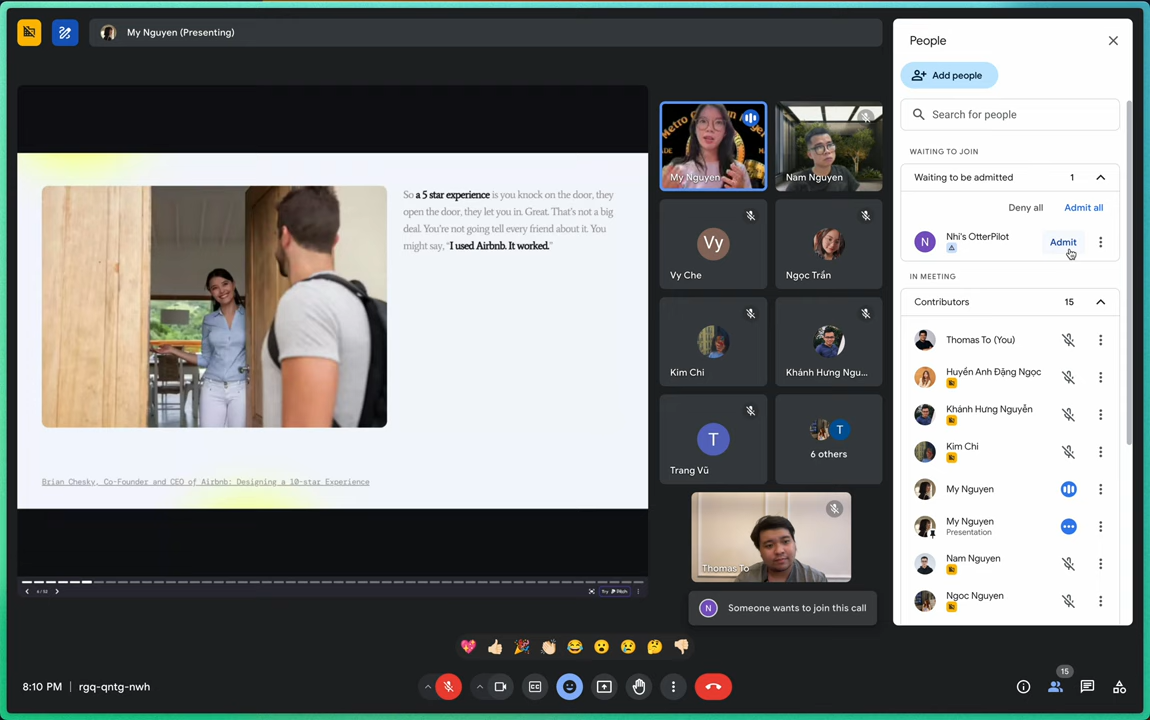 My Nguyen (Presenting)
So a 5 star experience is you knock on the door, they
open the door, they let you in. Great. That's not a big
deal. You're not going tell every friend about it. You
might say, "I used Airbnb. It worked."
Brian Chesky, Co-Founder and CEO of Airbnb: Designing a 10-star Experience
6 / 52
Try Pitch
My Nguyen
Nam Nguyen
Vy
Vy Che
Ngọc Trần
Kim Chi
Khánh Hưng Ngu...
T
Trang Vũ
T
6 others
Thomas To
N
Someone wants to join this call
People
Add people
Search for people
WAITING TO JOIN
Waiting to be admitted 1
Deny all Admit all
N
Nhi's OtterPilot
Admit
IN MEETING
Contributors 15
Thomas To (You)
Huyền Anh Đặng Ngọc
Khánh Hưng Nguyễn
Kim Chi
My Nguyen
My Nguyen
Presentation
Nam Nguyen
Ngoc Nguyen
8:10 PM | rgq-qntg-nwh
CC
15